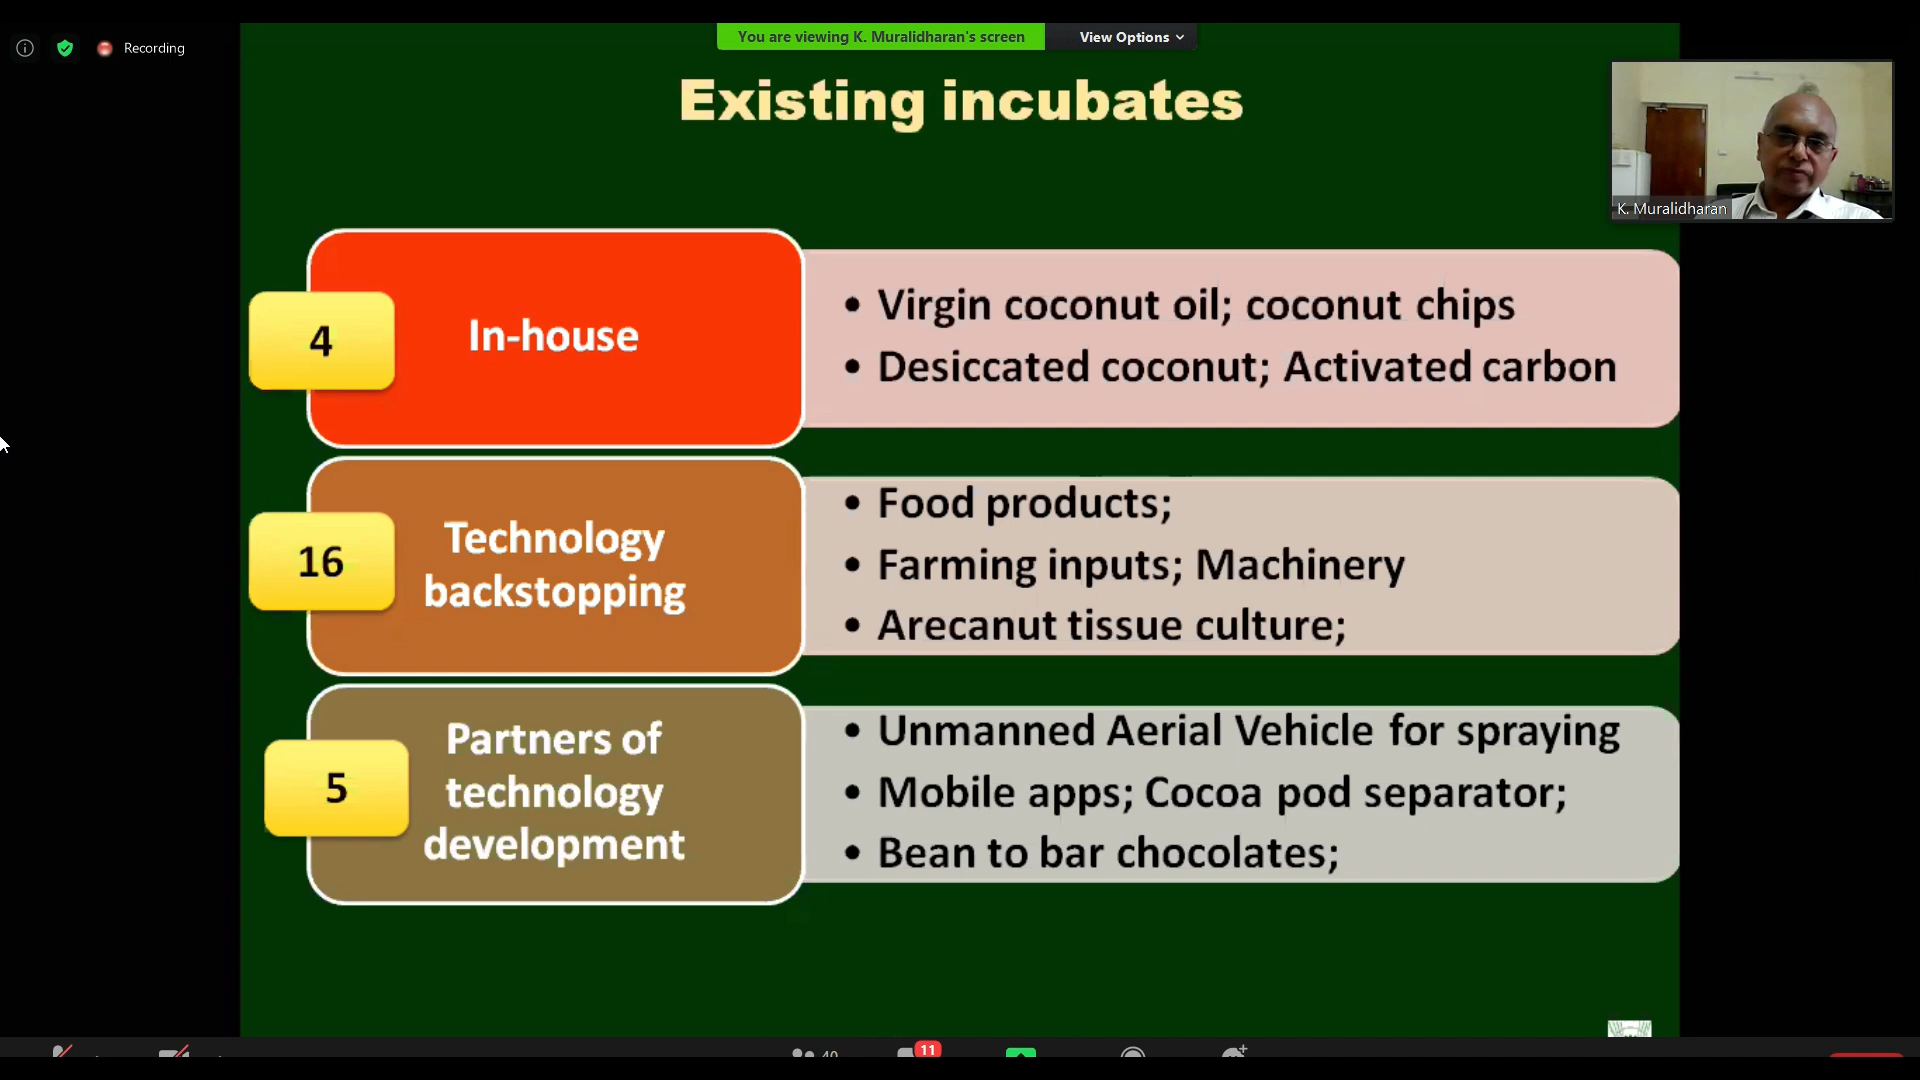 You are viewing K. Muralidharan's screen
View Options
Recording
Existing incubates
K. Muralidharan
4
In-house
• Virgin coconut oil; coconut chips
• Desiccated coconut; Activated carbon
16
Technology
backstopping
• Food products;
• Farming inputs; Machinery
• Arecanut tissue culture;
5
Partners of
technology
development
• Unmanned Aerial Vehicle for spraying
• Mobile apps; Cocoa pod separator;
• Bean to bar chocolates;
40
11